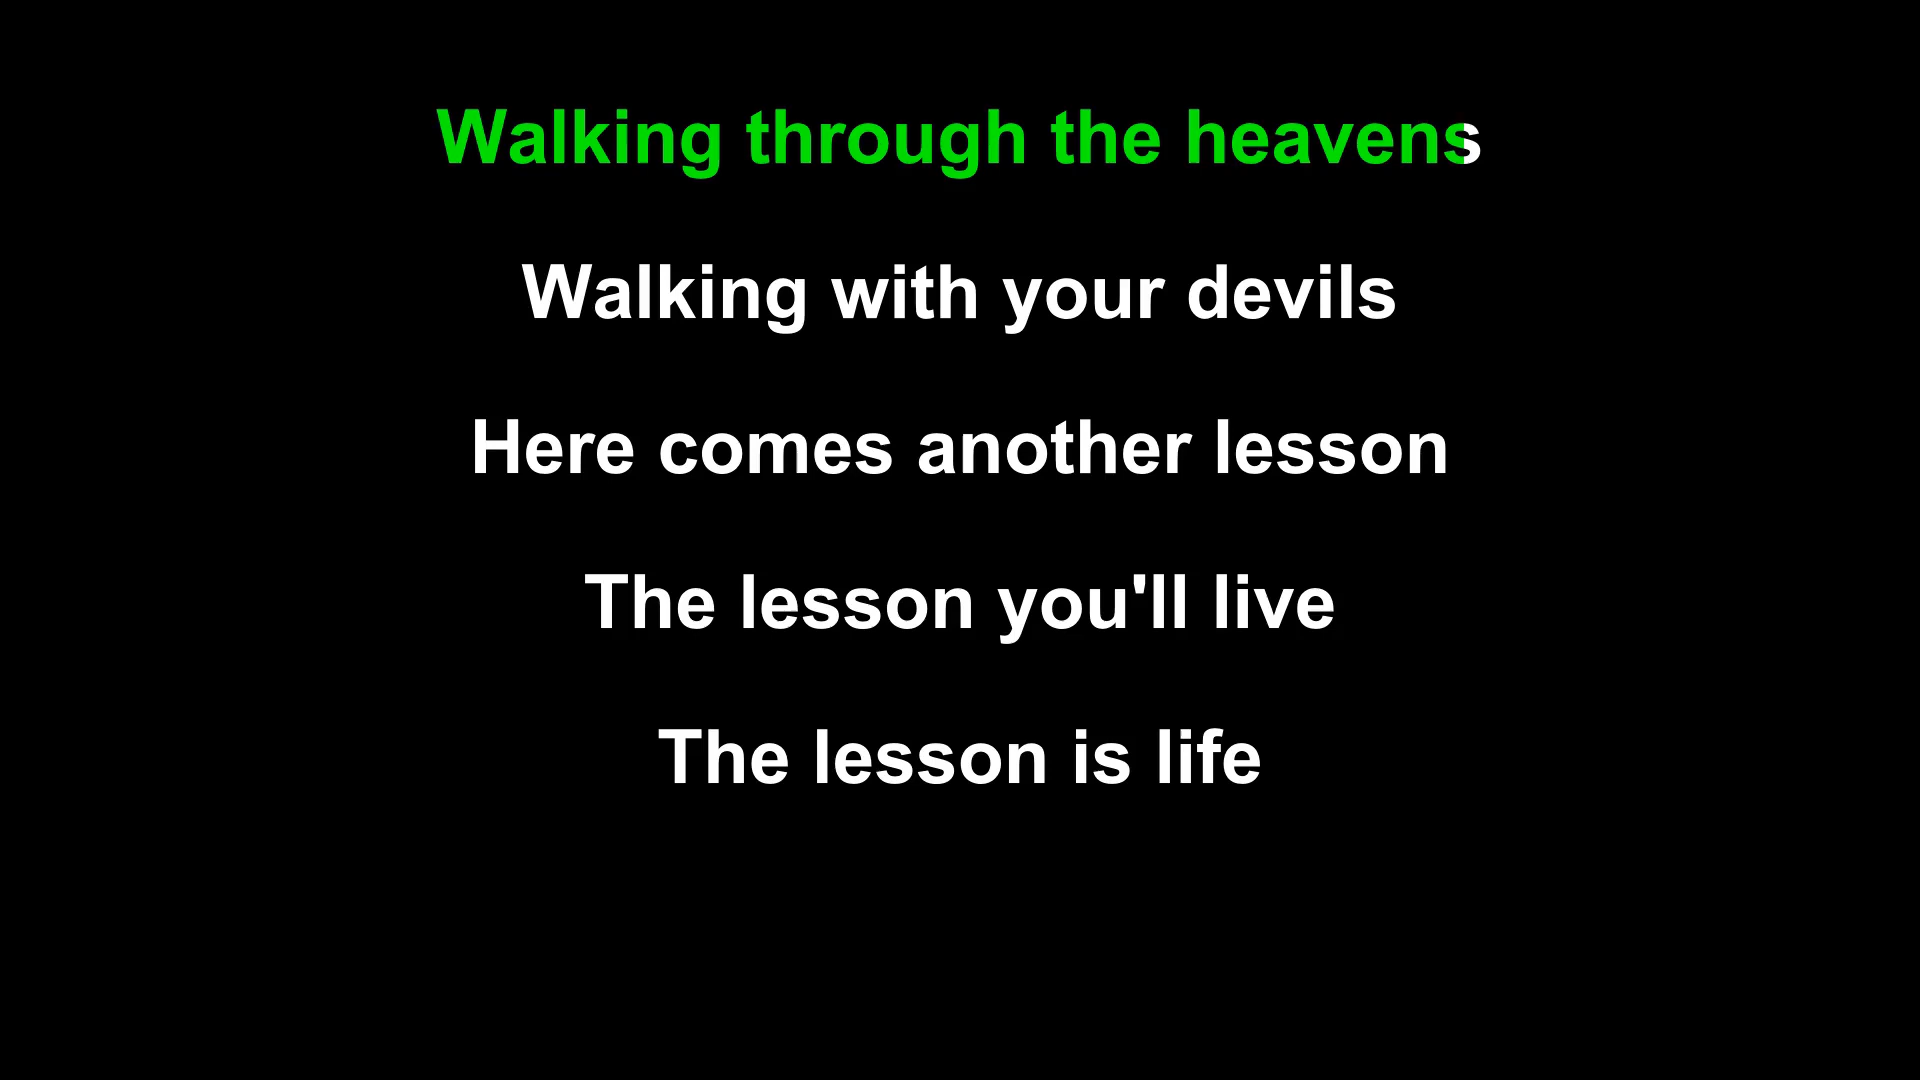 Walking through the heavens
Walking with your devils
Here comes another lesson
The lesson you'll live
The lesson is life